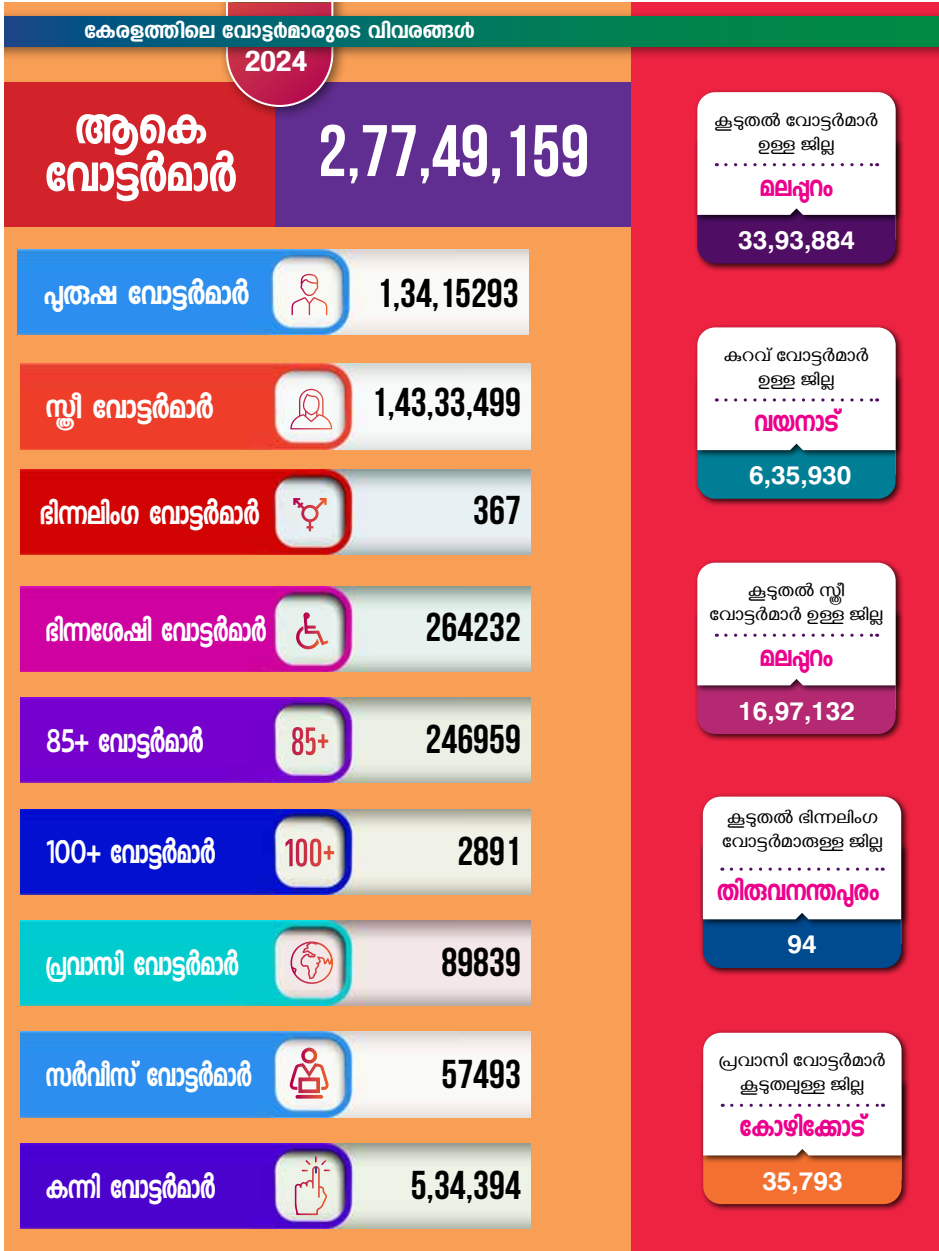 കേരളത്തിലെ വോട്ടർമാരുടെ വിവരങ്ങൾ
2024
ആകെ
വോട്ടർമാർ
2,77,49,159
പുരുഷ വോട്ടർമാർ
1,34,15293
സ്ത്രീ വോട്ടർമാർ
1,43,33,499
ഭിന്നലിംഗ വോട്ടർമാർ
367
ഭിന്നശേഷി വോട്ടർമാർ
264232
85+ വോട്ടർമാർ
85+
246959
100+ വോട്ടർമാർ
100+
2891
പ്രവാസി വോട്ടർമാർ
89839
സർവീസ് വോട്ടർമാർ
57493
കന്നി വോട്ടർമാർ
5,34,394
കൂടുതൽ വോട്ടർമാർ
ഉള്ള ജില്ല
മലപ്പുറം
33,93,884
കുറവ് വോട്ടർമാർ
ഉള്ള ജില്ല
വയനാട്
6,35,930
കൂടുതൽ സ്ത്രീ
വോട്ടർമാർ ഉള്ള ജില്ല
മലപ്പുറം
16,97,132
കൂടുതൽ ഭിന്നലിംഗ
വോട്ടർമാരുള്ള ജില്ല
തിരുവനന്തപുരം
94
പ്രവാസി വോട്ടർമാർ
കൂടുതലുള്ള ജില്ല
കോഴിക്കോട്
35,793